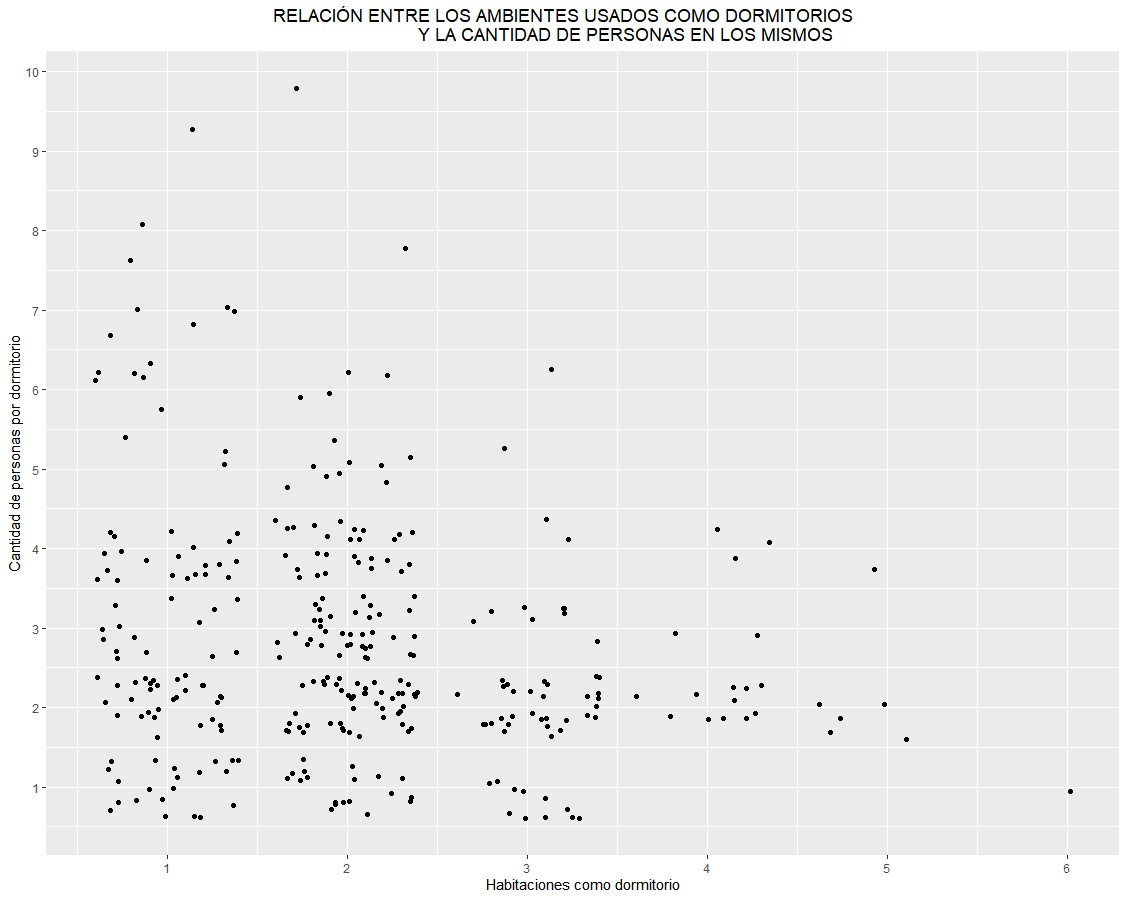 RELACIÓN ENTRE LOS AMBIENTES USADOS COMO DORMITORIOS
Y LA CANTIDAD DE PERSONAS EN LOS MISMOS
Cantidad de personas por dormitorio
10
9
8
7
6
5
4
3
2
1
1 2 3 4 5 6
Habitaciones como dormitorio